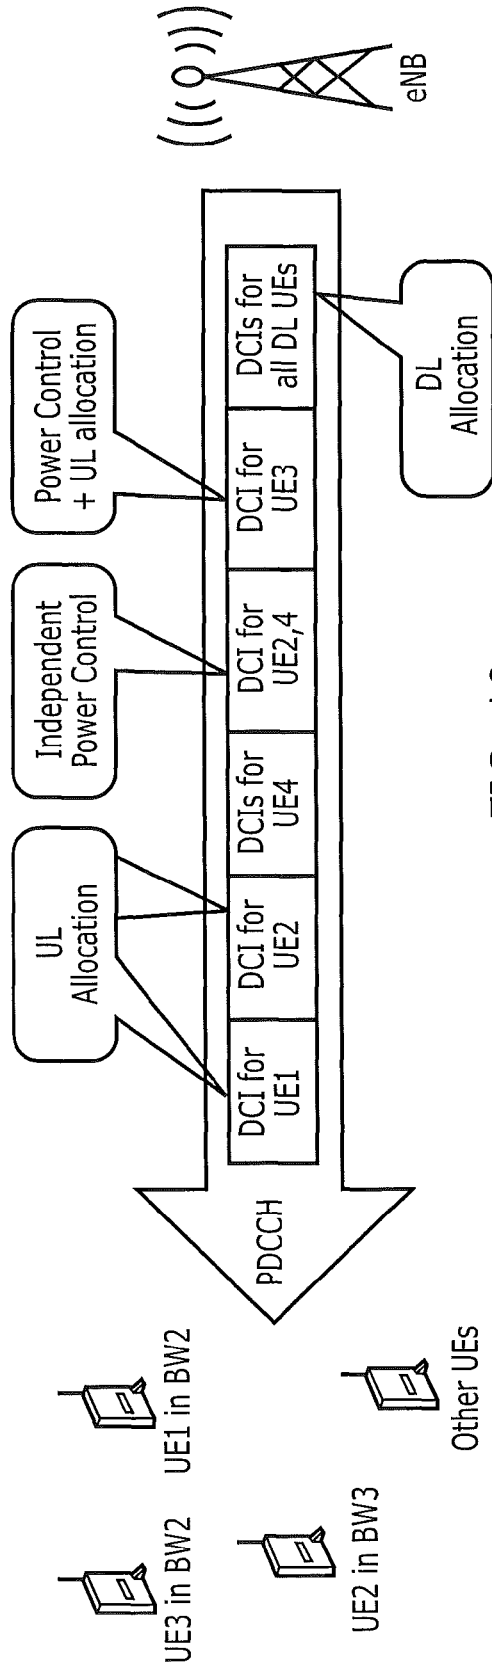 UL
Allocation
Independent
Power Control
Power Control
+ UL allocation
UE3 in BW2
UE1 in BW2
PDCCH
DCI for
UE1
DCI for
UE2
DCIs for
UE4
DCI for
UE2,4
DCI for
UE3
DCIs for
all DL UEs
eNB
UE2 in BW3
Other UEs
DL
Allocation